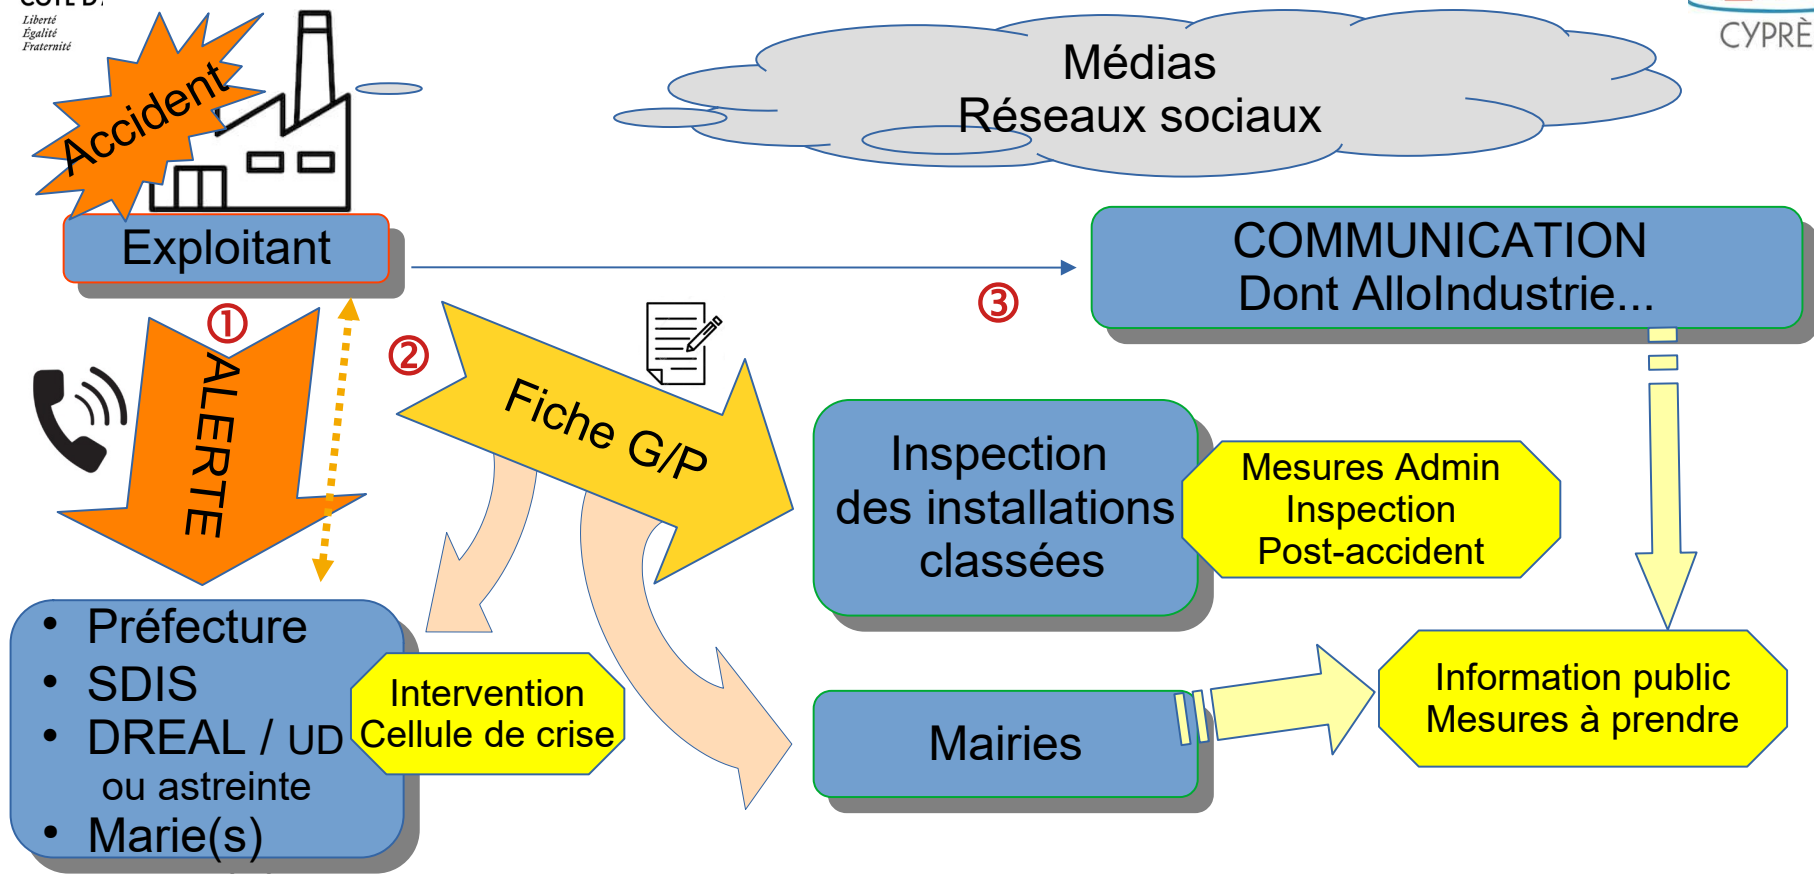 Liberté
Égalité
Fraternité
CYPRÈ
Accident
Médias
Réseaux sociaux
Exploitant
COMMUNICATION
Dont AlloIndustrie...
①
②
③
ALERTE
Fiche G/P
Inspection
des installations
classées
Mesures Admin
Inspection
Post-accident
• Préfecture
• SDIS
• DREAL / UD
ou astreinte
• Marie(s)
Intervention
Cellule de crise
Mairies
Information public
Mesures à prendre